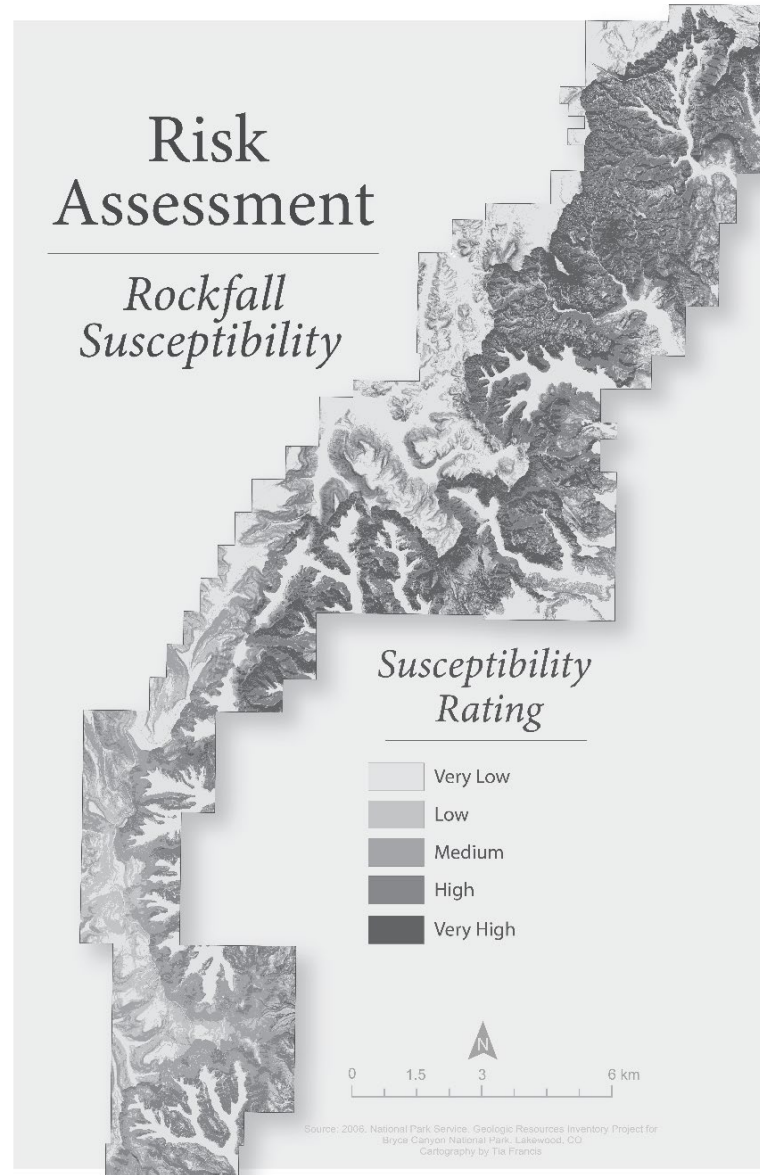 Risk
Assessment
Rockfall
Susceptibility
Susceptibility
Rating
Very Low
Low
Medium
High
Very High
N
0 1.5 3 6 km
Source: 2006. National Park Service. Geologic Resources Inventory Project for
Bryce Canyon National Park. Lakewood, CO
Cartography by Tia Francis